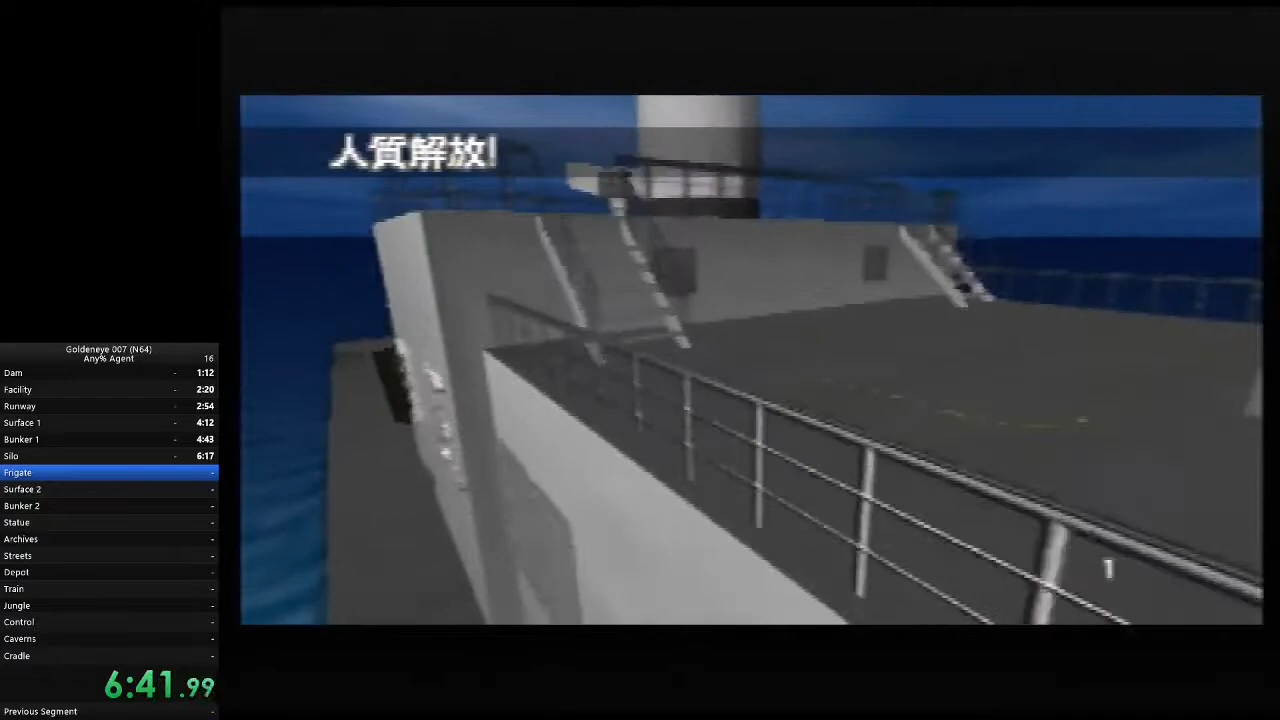 人質解放!
Goldeneye 007 (N64)
Any% Agent 16
Dam - 1:12
Facility - 2:20
Runway - 2:54
Surface 1 - 4:12
Bunker 1 - 4:43
Silo - 6:17
Frigate -
Surface 2 -
Bunker 2 -
Statue -
Archives -
Streets -
Depot -
Train -
Jungle -
Control -
Caverns -
Cradle -
6:41.99
Previous Segment -
1